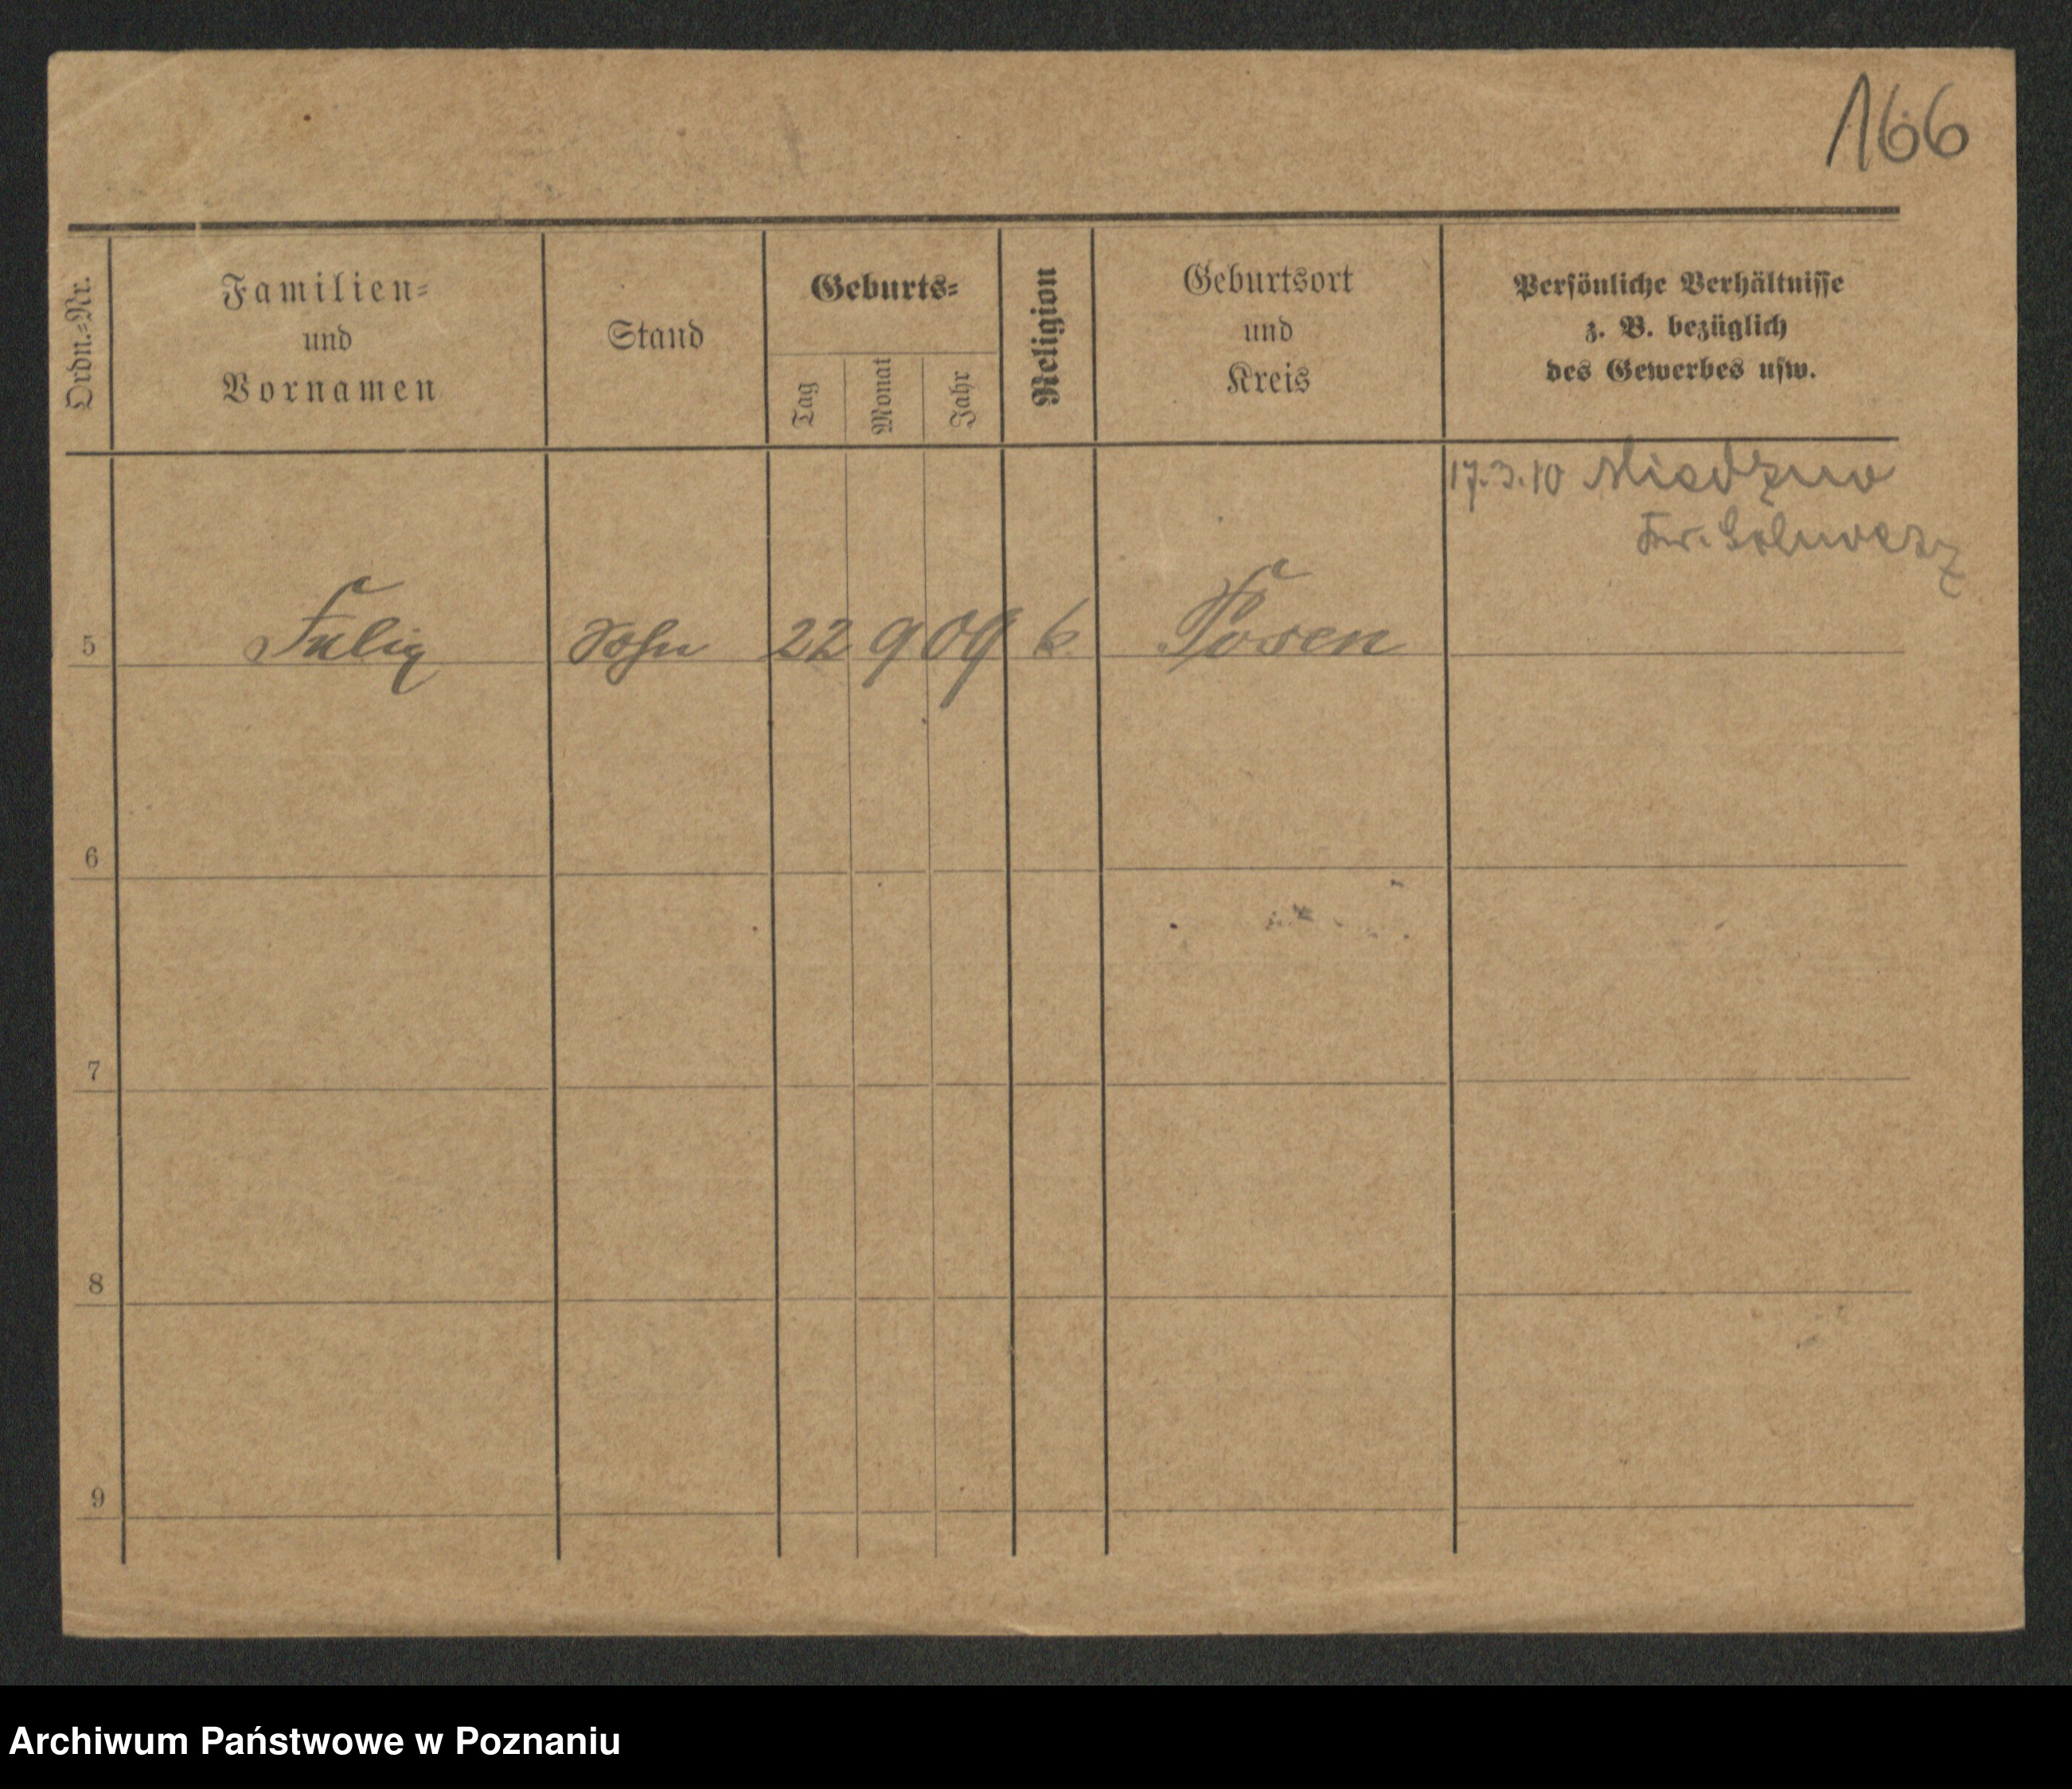 166
Ordn.=Nr.
Familien=
und
Vornamen
Stand
Geburts=
Tag
Monat
Jahr
Religion
Geburtsort
und
Kreis
Persönliche Verhältnisse
z. B. bezüglich
des Gewerbes usw.
17.3.10
5 Sohn 22 9 09 k Posen
6
7
8
9
Archiwum Państwowe w Poznaniu